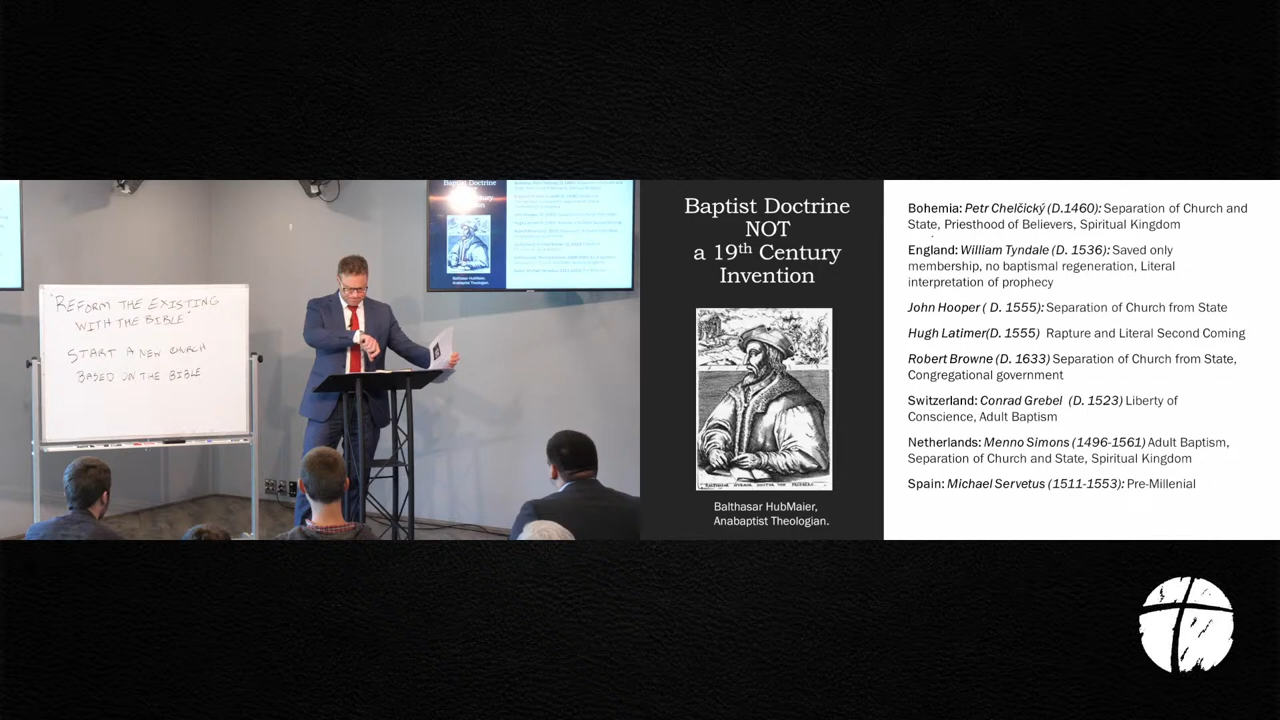 "REFORM THE EXISTING
WITH THE BIBLE"
START A NEW CHURCH
BASED ON THE BIBLE
Baptist Doctrine
Balthasar HubMaier,
Anabaptist Theologian.
Baptist Doctrine
NOT
a 19th Century
Invention
Balthasar HubMaier,
Anabaptist Theologian.
Bohemia: Petr Chelčický (D.1460): Separation of Church and
State, Priesthood of Believers, Spiritual Kingdom
England: William Tyndale (D. 1536): Saved only
membership, no baptismal regeneration, Literal
interpretation of prophecy
John Hooper ( D. 1555): Separation of Church from State
Hugh Latimer(D. 1555) Rapture and Literal Second Coming
Robert Browne (D. 1633) Separation of Church from State,
Congregational government
Switzerland: Conrad Grebel (D. 1523) Liberty of
Conscience, Adult Baptism
Netherlands: Menno Simons (1496-1561) Adult Baptism,
Separation of Church and State, Spiritual Kingdom
Spain: Michael Servetus (1511-1553): Pre-Millenial